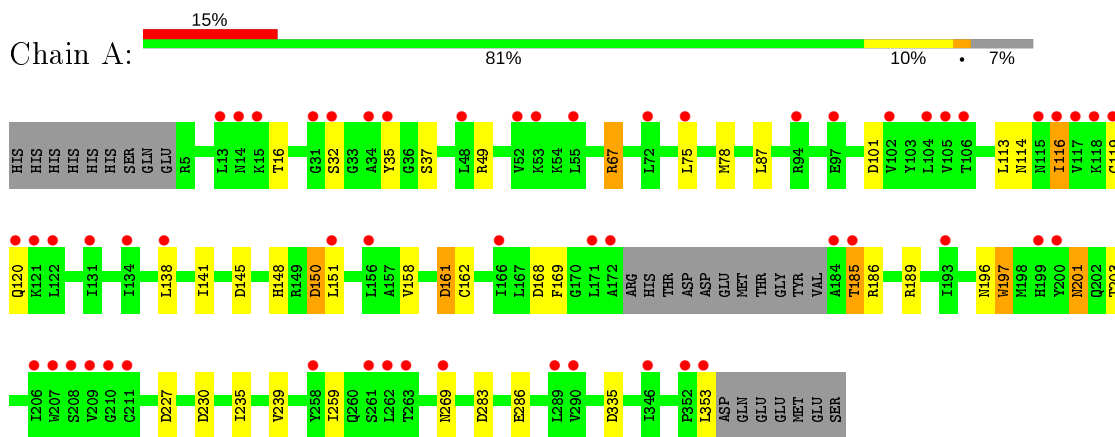 15%
Chain A:
81% 10% • 7%
HIS HIS HIS HIS HIS HIS SER GLN GLU R5 L13 N14 K15 T16 G31 S32 G33 A34 Y35 G36 S37 L48 R49 V52 K53 K54 L55 R67 L72 L75 M78 L87 R94 E97 D101 V102 Y103 L104 V105 T106 L113 N114 N115 I116 V117 K118 C119
Q120 K121 L122 I131 I134 L138 I141 D145 H148 R149 D150 L151 L156 A157 V158 D161 C162 I166 L167 D168 F169 G170 L171 A172 ARG HIS THR ASP ASP GLU MET THR GLY TYR VAL A184 T185 R186 R189 I193 N196 W197 M198 H199 Y200 N201 Q202 T203
I206 W207 S208 V209 G210 C211 D227 D230 I235 V239 Y258 I259 Q260 S261 L262 T263 N269 D283 E286 L289 V290 D335 I346 P352 L353 ASP GLN GLU GLU MET GLU SER